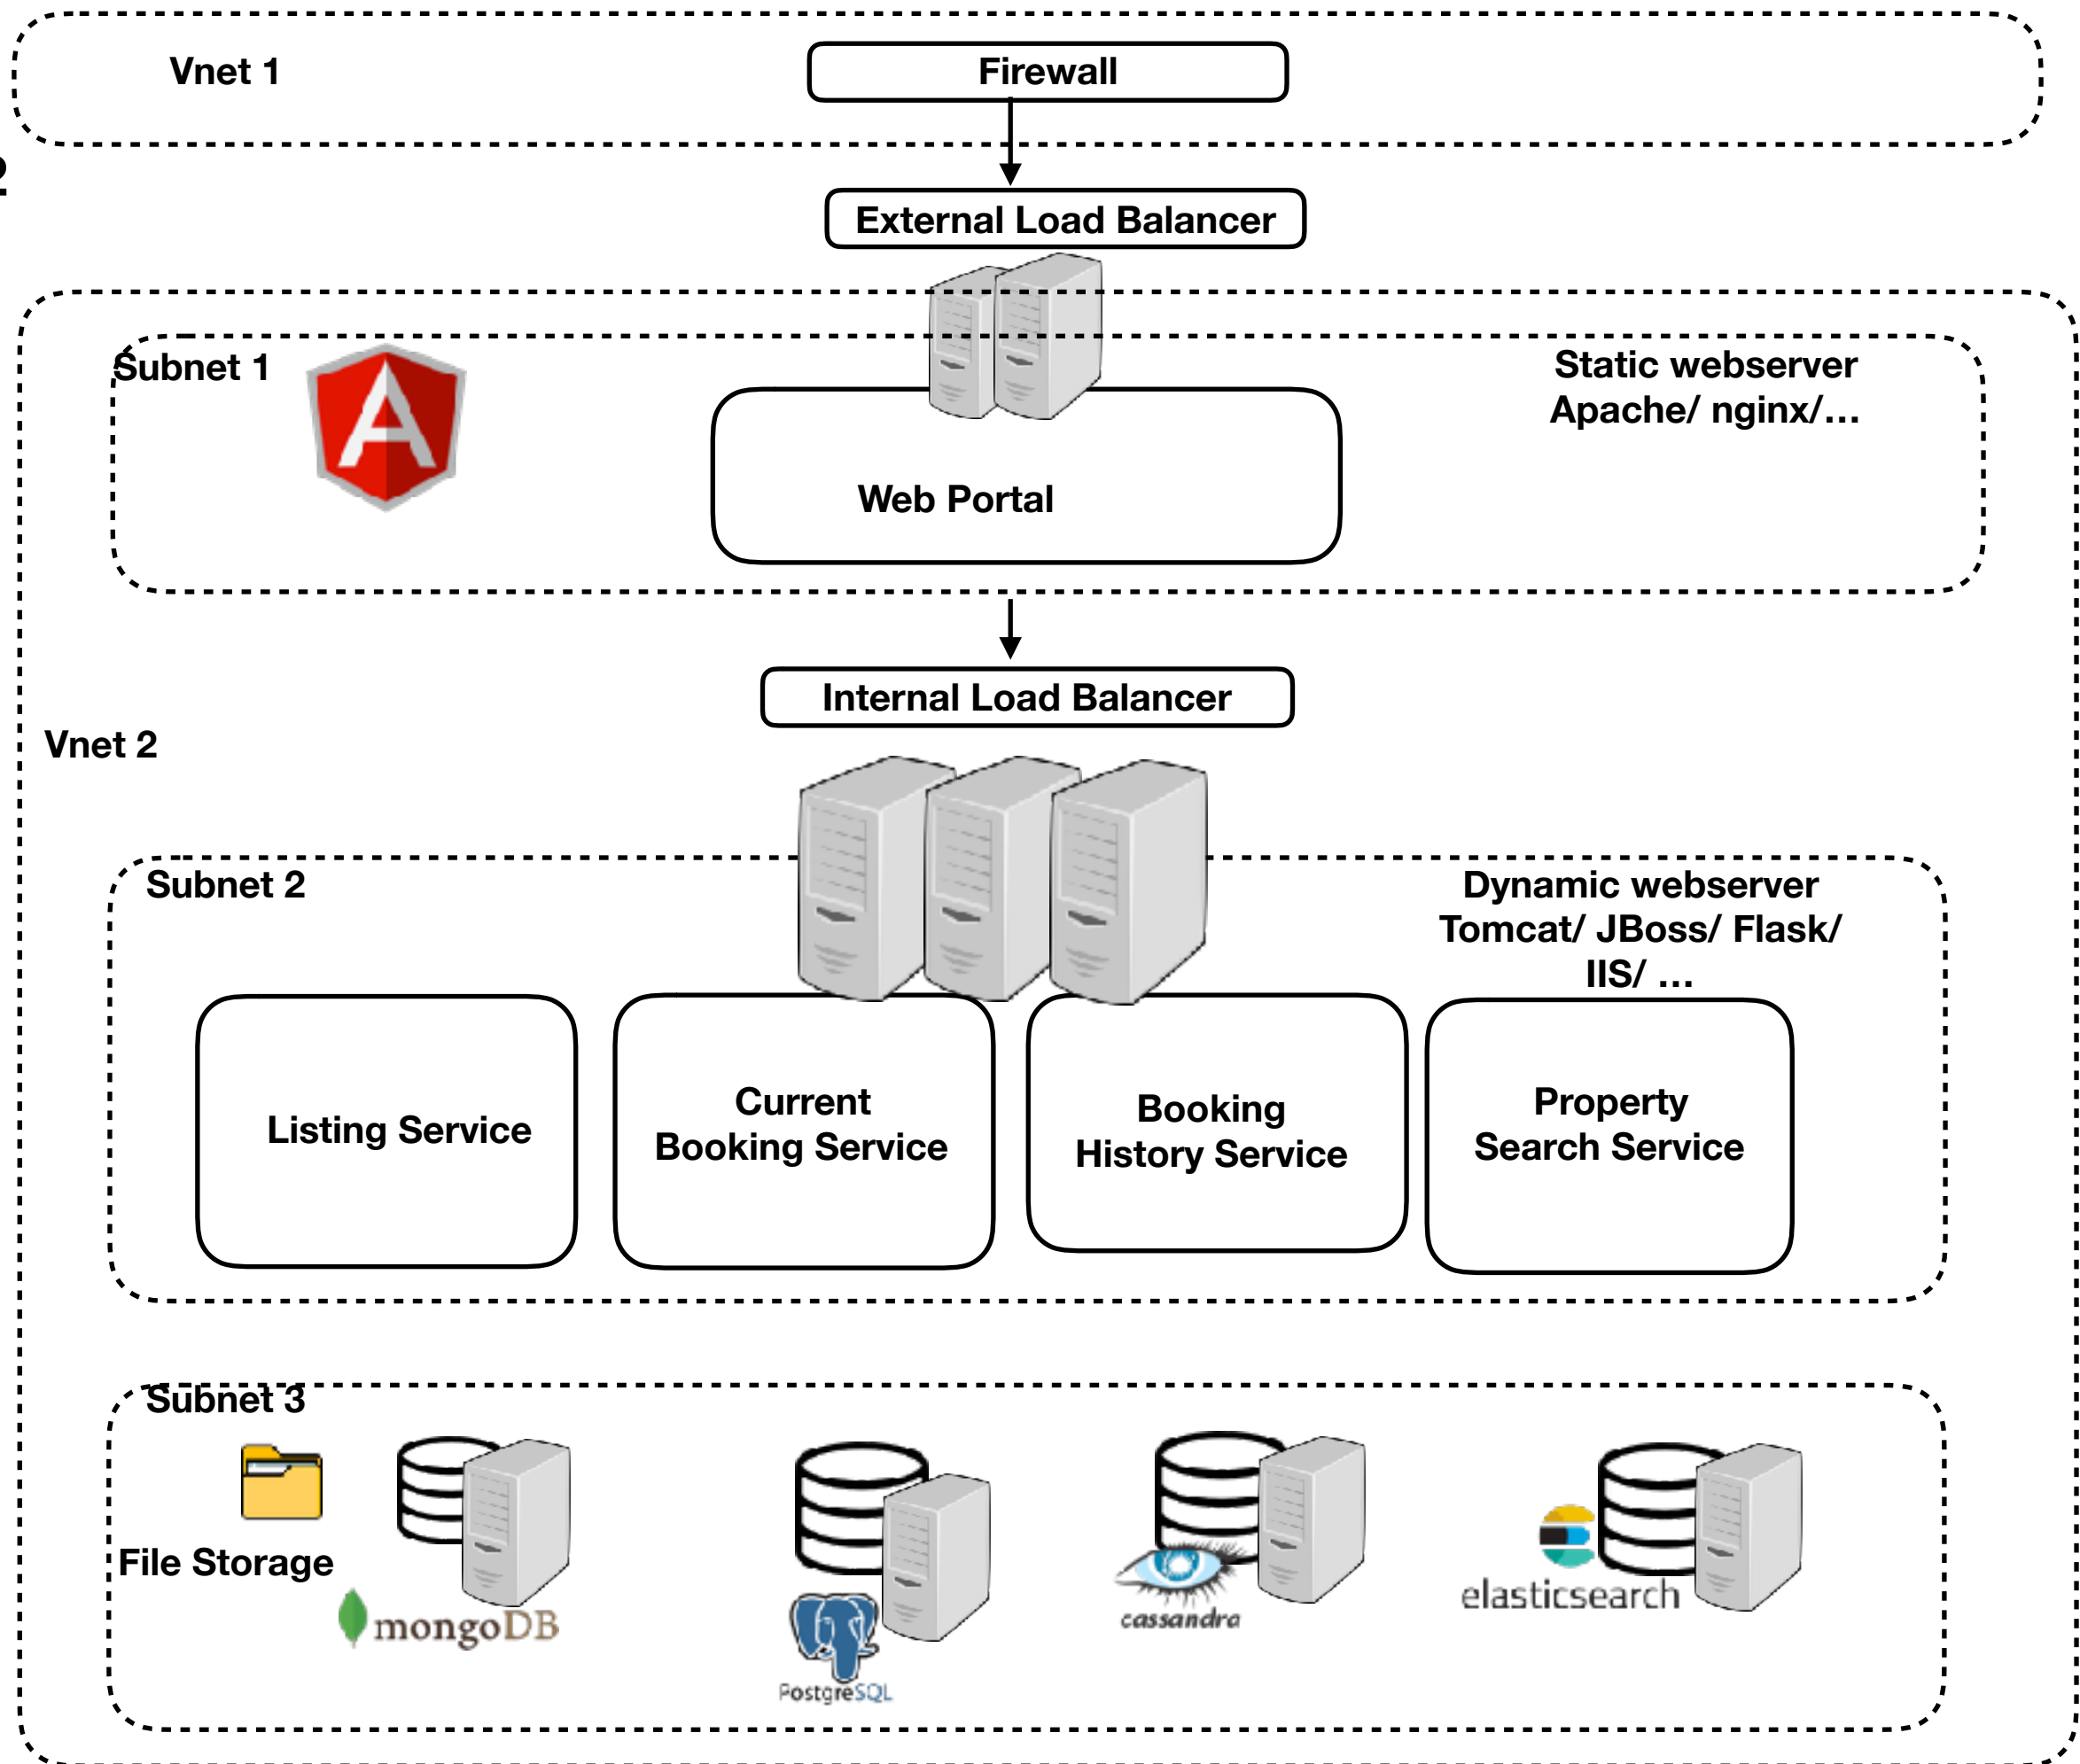 Vnet 1
Firewall
External Load Balancer
Subnet 1
Static webserver
Apache/ nginx/...
A
Web Portal
Internal Load Balancer
Vnet 2
Subnet 2
Dynamic webserver
Tomcat/ JBoss/ Flask/
IIS/ ...
Listing Service
Current
Booking Service
Booking
History Service
Property
Search Service
Subnet 3
File Storage
mongoDB
PostgreSQL
cassandra
elasticsearch